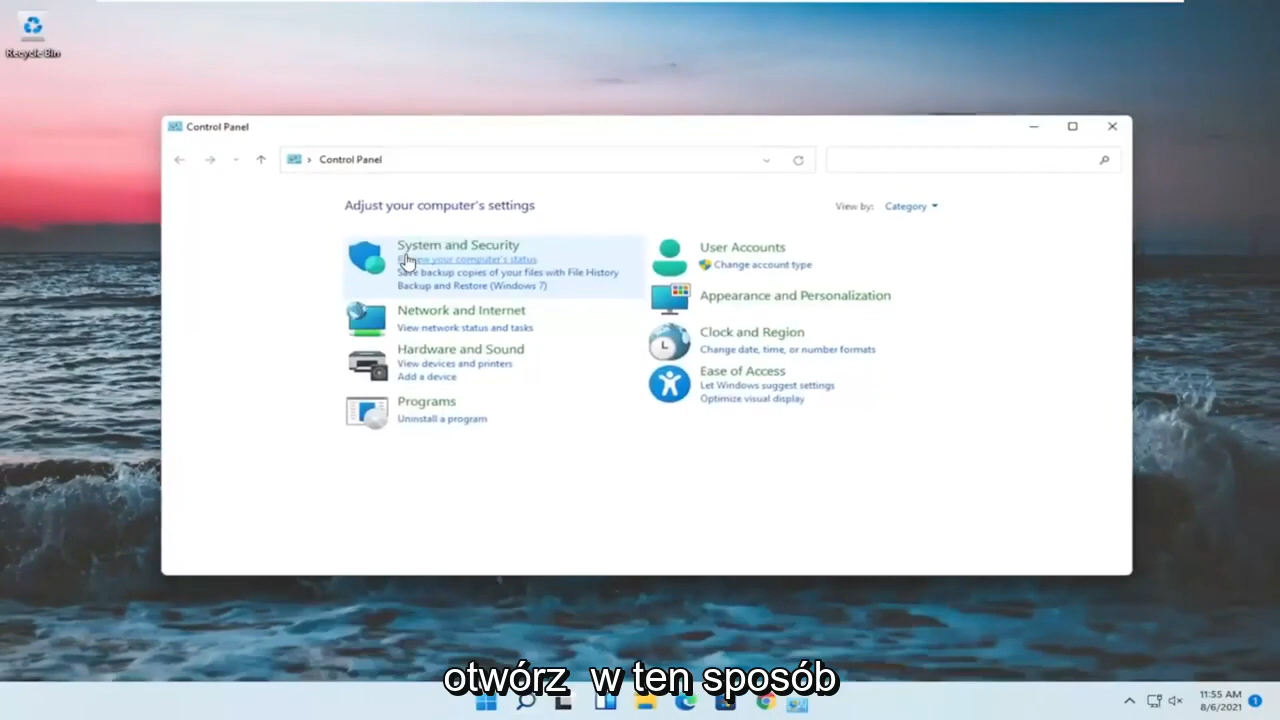 Recycle Bin
Control Panel
Control Panel
Adjust your computer's settings
View by: Category
System and Security
your computer's status
Save backup copies of your files with File History
Backup and Restore (Windows 7)
Network and Internet
View network status and tasks
Hardware and Sound
View devices and printers
Add a device
Programs
Uninstall a program
User Accounts
Change account type
Appearance and Personalization
Clock and Region
Change date, time, or number formats
Ease of Access
Let Windows suggest settings
Optimize visual display
otwórz w ten sposób
11:55 AM
8/6/2021
1